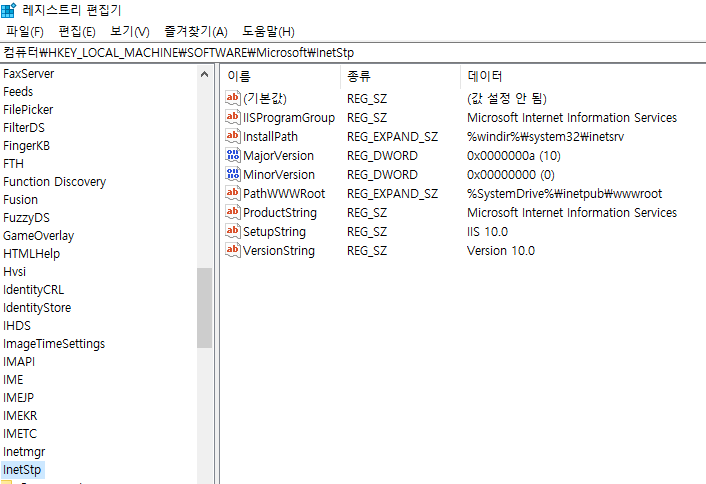 레지스트리 편집기
파일(F) 편집(E) 보기(V) 즐겨찾기(A) 도움말(H)
컴퓨터₩HKEY_LOCAL_MACHINE₩SOFTWARE₩Microsoft₩InetStp
FaxServer
Feeds
FilePicker
FilterDS
FingerKB
FTH
Function Discovery
Fusion
FuzzyDS
GameOverlay
HTMLHelp
Hvsi
IdentityCRL
IdentityStore
IHDS
ImageTimeSettings
IMAPI
IME
IMEJP
IMEKR
IMETC
Inetmgr
InetStp
이름 종류 데이터
(기본값) REG_SZ (값 설정 안 됨)
IISProgramGroup REG_SZ Microsoft Internet Information Services
InstallPath REG_EXPAND_SZ %windir%₩system32₩inetsrv
MajorVersion REG_DWORD 0x0000000a (10)
MinorVersion REG_DWORD 0x00000000 (0)
PathWWWRoot REG_EXPAND_SZ %SystemDrive%₩inetpub₩wwwroot
ProductString REG_SZ Microsoft Internet Information Services
SetupString REG_SZ IIS 10.0
VersionString REG_SZ Version 10.0